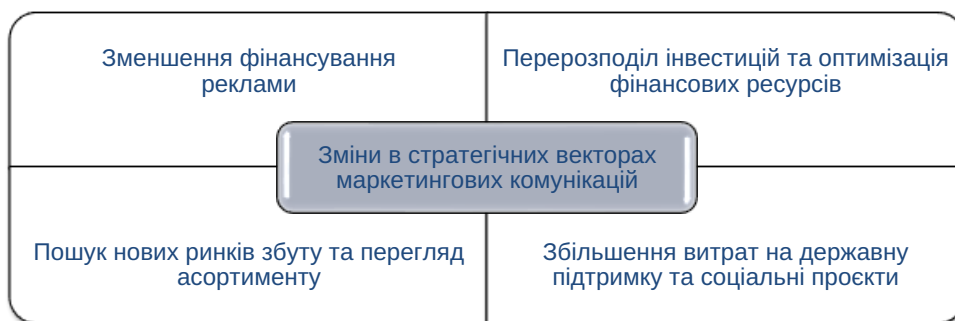 Зменшення фінансування
реклами
Перерозподіл інвестицій та оптимізація
фінансових ресурсів
Зміни в стратегічних векторах
маркетингових комунікацій
Пошук нових ринків збуту та перегляд
асортименту
Збільшення витрат на державну
підтримку та соціальні проєкти